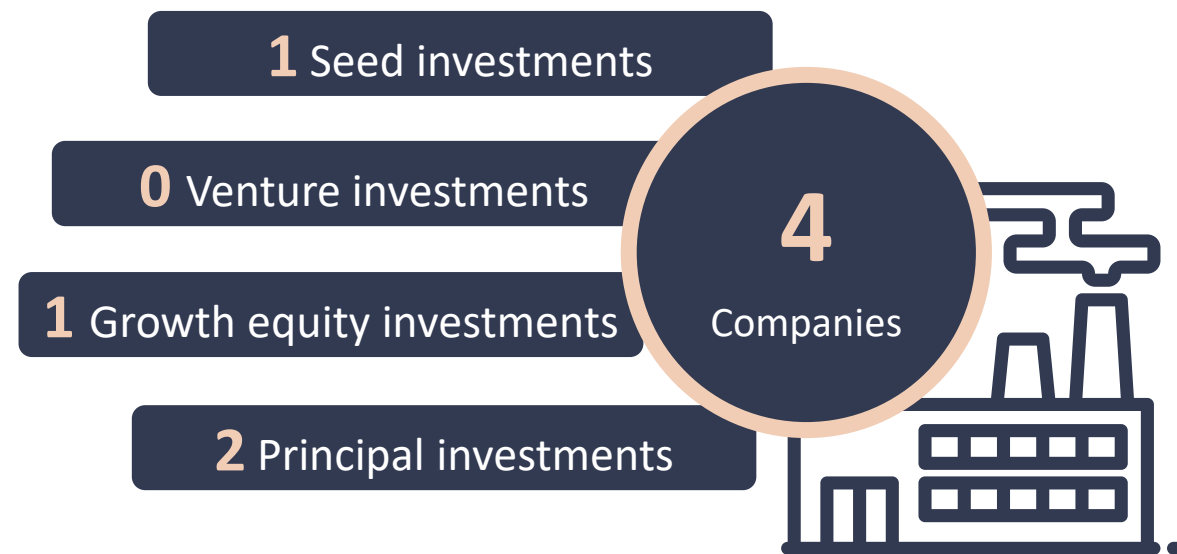 1 Seed investments
0 Venture investments
1 Growth equity investments
2 Principal investments
4
Companies